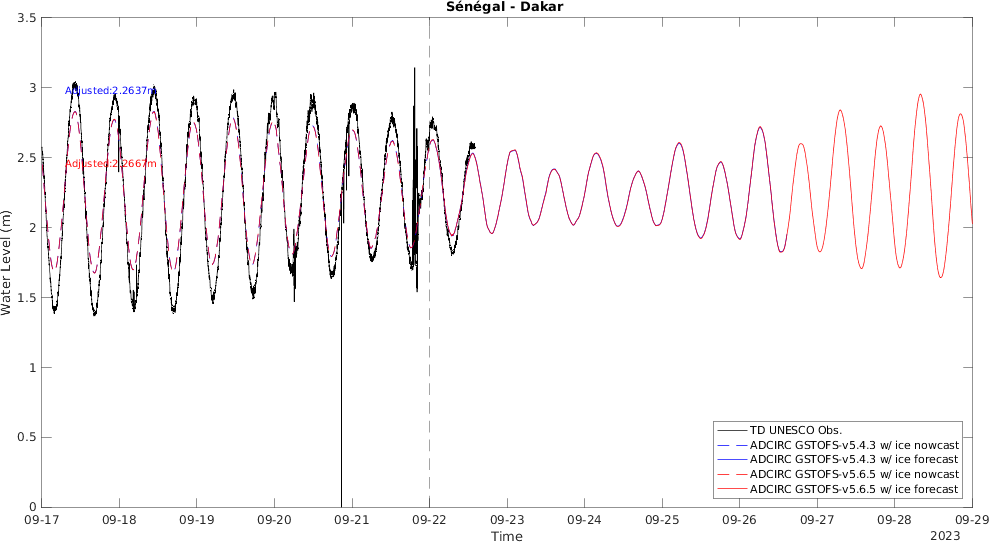 Sénégal - Dakar
3.5
3
2.5
2
1.5
1
0.5
0
Water Level (m)
Adjusted:2.2637m
Adjusted:2.2667m
TD UNESCO Obs.
ADCIRC GSTOFS-v5.4.3 w/ ice nowcast
ADCIRC GSTOFS-v5.4.3 w/ ice forecast
ADCIRC GSTOFS-v5.6.5 w/ ice nowcast
ADCIRC GSTOFS-v5.6.5 w/ ice forecast
09-17 09-18 09-19 09-20 09-21 09-22 09-23 09-24 09-25 09-26 09-27 09-28 09-29
Time
2023